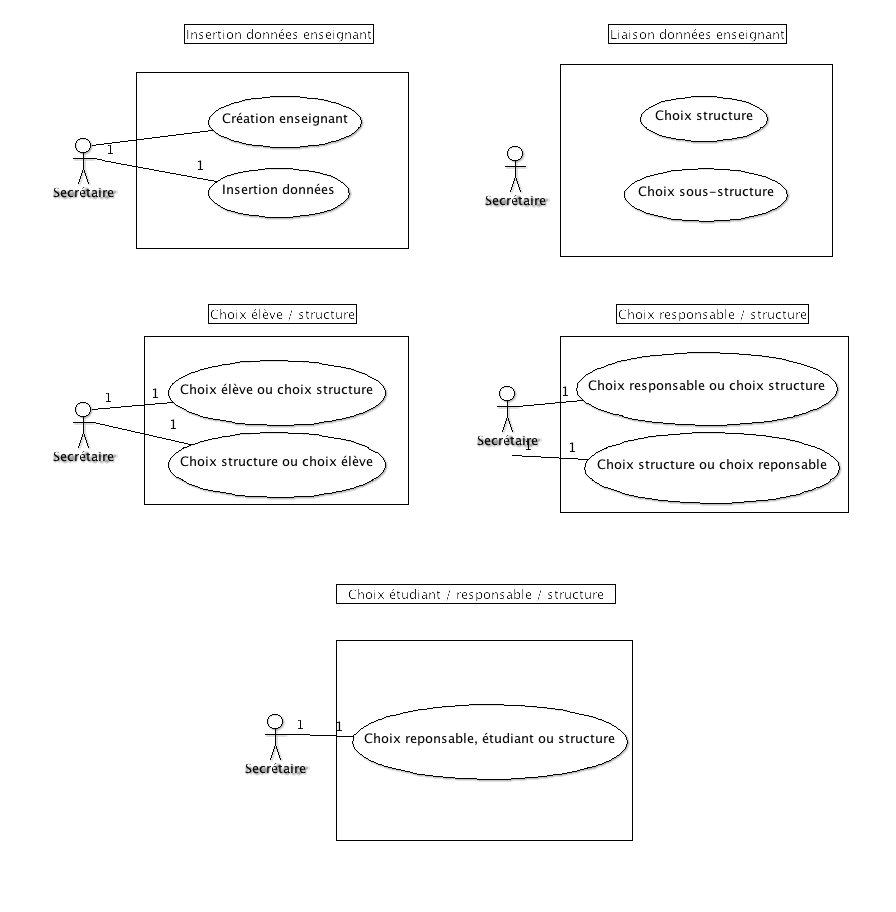 Insertion données enseignant
Création enseignant
1
1
Insertion données
Secrétaire
Liaison données enseignant
Choix structure
Choix sous-structure
Secrétaire
Choix élève / structure
1
1
Choix élève ou choix structure
1
Secrétaire
Choix structure ou choix élève
Choix responsable / structure
1
Choix responsable ou choix structure
Secrétaire
1
1
Choix structure ou choix reponsable
Choix étudiant / responsable / structure
1
1
Choix reponsable, étudiant ou structure
Secrétaire